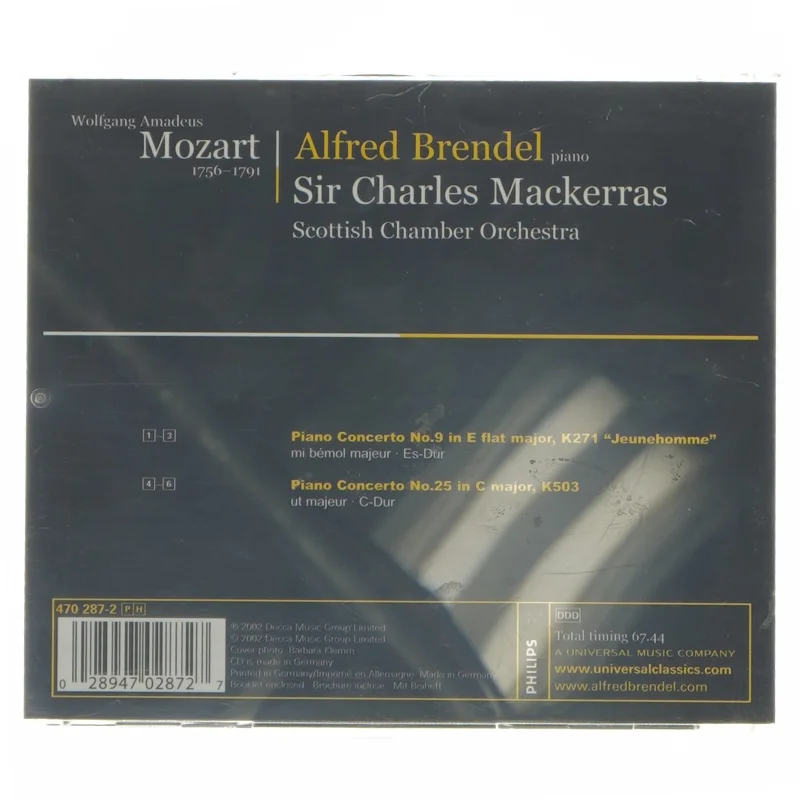 Wolfgang Amadeus
Mozart
1756–1791
Alfred Brendel piano
Sir Charles Mackerras
Scottish Chamber Orchestra
1–3 Piano Concerto No.9 in E flat major, K271 “Jeunehomme”
mi bémol majeur · Es-Dur
4–6 Piano Concerto No.25 in C major, K503
ut majeur · C-Dur
470 287-2 PH
0 28947 02872 7
℗ 2002 Decca Music Group Limited
© 2002 Decca Music Group Limited
Cover photo: Barbara Klemm
CD is made in Germany
Printed in Germany/Imprimé en Allemagne. Made in Germany
Booklet enclosed · Brochure incluse · Mit Beiheft
PHILIPS
DDD
Total timing 67.44
A UNIVERSAL MUSIC COMPANY
www.universalclassics.com
www.alfredbrendel.com